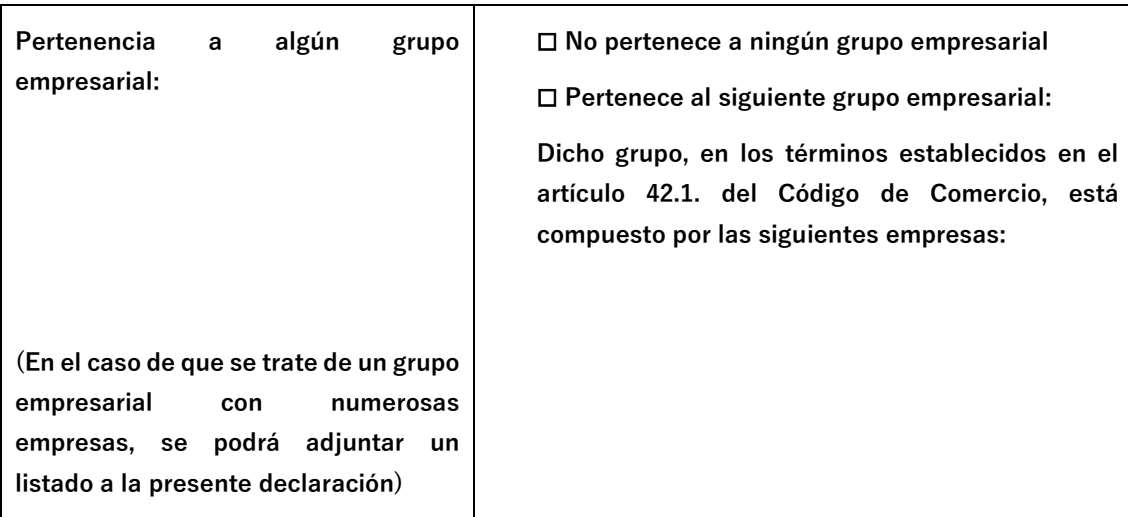 Pertenencia a algún grupo
empresarial:
(En el caso de que se trate de un grupo
empresarial con numerosas
empresas, se podrá adjuntar un
listado a la presente declaración)
☐ No pertenece a ningún grupo empresarial
☐ Pertenece al siguiente grupo empresarial:
Dicho grupo, en los términos establecidos en el
artículo 42.1. del Código de Comercio, está
compuesto por las siguientes empresas: